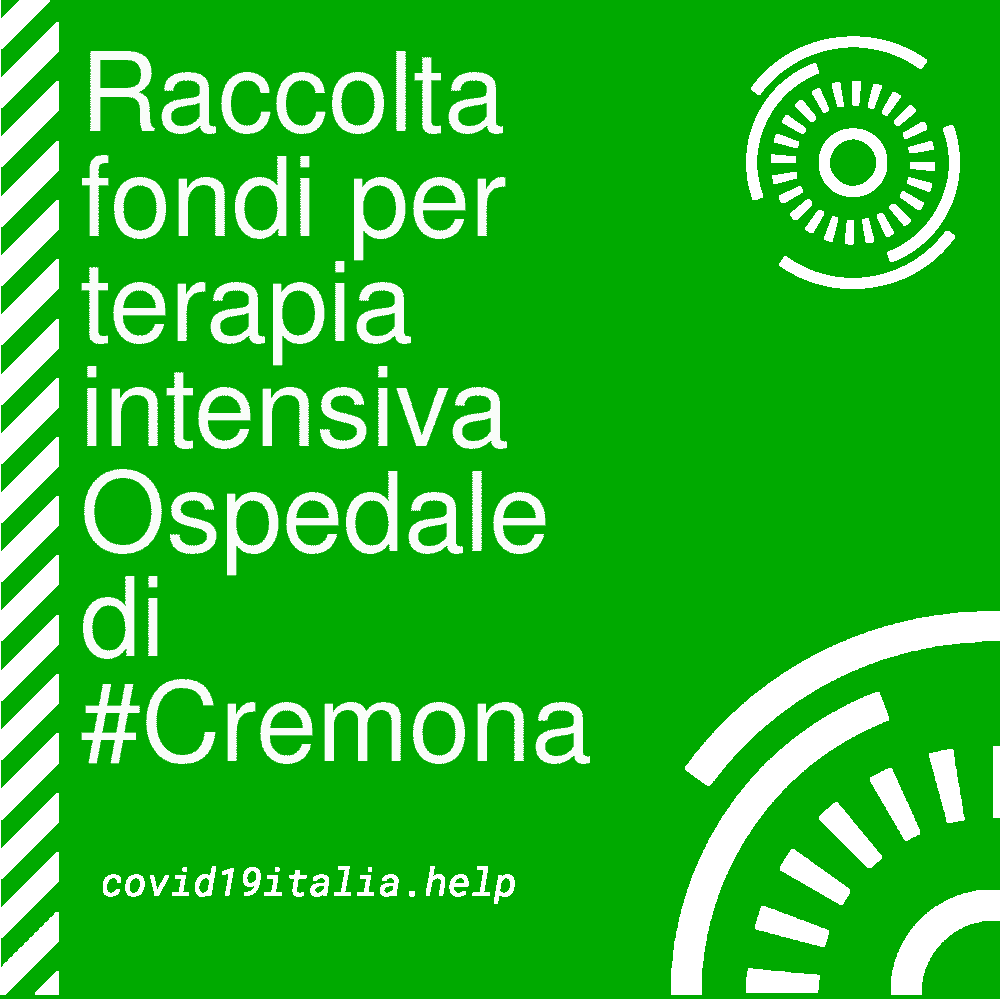 Raccolta
fondi per
terapia
intensiva
Ospedale
di
#Cremona
covid19italia.help